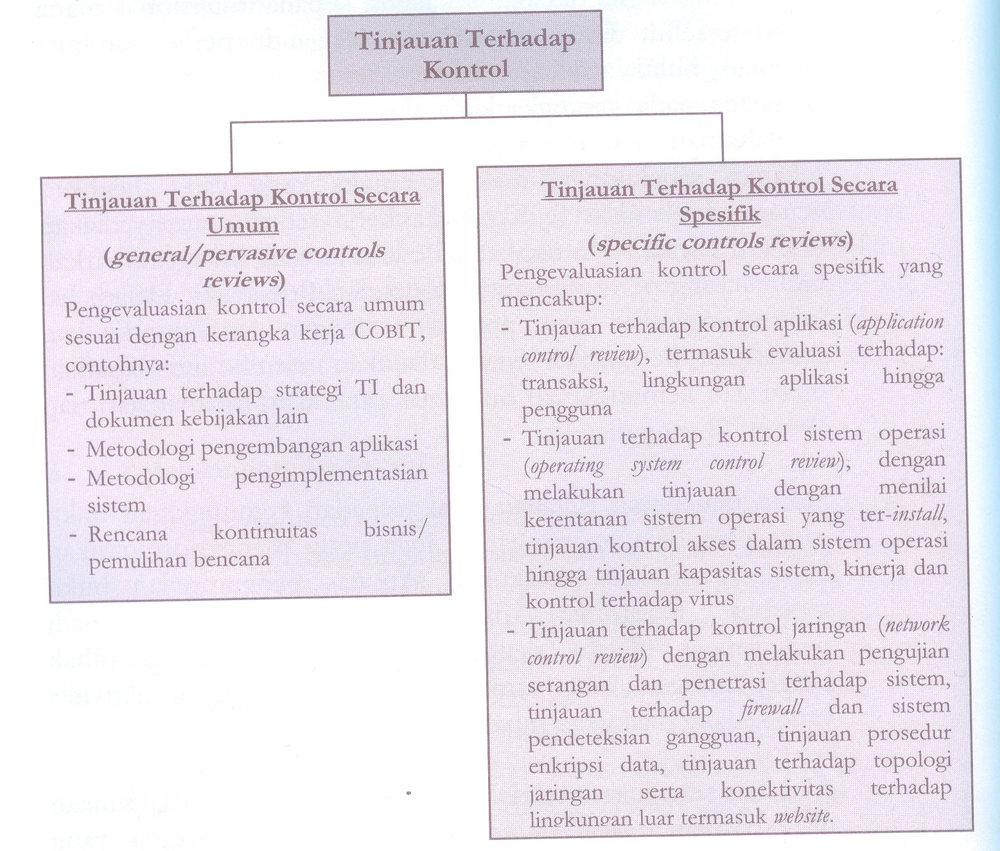 Tinjauan Terhadap
Kontrol
Tinjauan Terhadap Kontrol Secara
Umum
(general/pervasive controls
reviews)
Pengevaluasian kontrol secara umum
sesuai dengan kerangka kerja COBIT,
contohnya:
- Tinjauan terhadap strategi TI dan
dokumen kebijakan lain
- Metodologi pengembangan aplikasi
- Metodologi pengimplementasian
sistem
- Rencana kontinuitas bisnis/
pemulihan bencana
Tinjauan Terhadap Kontrol Secara
Spesifik
(specific controls reviews)
Pengevaluasian kontrol secara spesifik yang
mencakup:
- Tinjauan terhadap kontrol aplikasi (application
control review), termasuk evaluasi terhadap:
transaksi, lingkungan aplikasi hingga
pengguna
- Tinjauan terhadap kontrol sistem operasi
(operating system control review), dengan
melakukan tinjauan dengan menilai
kerentanan sistem operasi yang ter-install,
tinjauan kontrol akses dalam sistem operasi
hingga tinjauan kapasitas sistem, kinerja dan
kontrol terhadap virus
- Tinjauan terhadap kontrol jaringan (network
control review) dengan melakukan pengujian
serangan dan penetrasi terhadap sistem,
tinjauan terhadap firewall dan sistem
pendeteksian gangguan, tinjauan prosedur
enkripsi data, tinjauan terhadap topologi
jaringan serta konektivitas terhadap
lingkungan luar termasuk website.